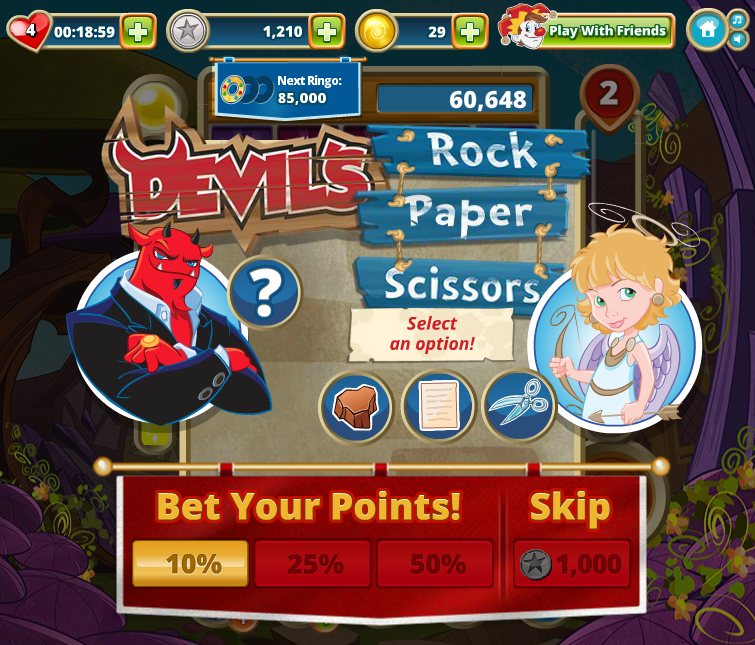 4 00:18:59 1,210 29 Play With Friends
Next Ringo:
85,000
60,648
2
DEVIL'S
Rock
Paper
Scissors
?
Select
an option!
Bet Your Points! Skip
10% 25% 50% 1,000